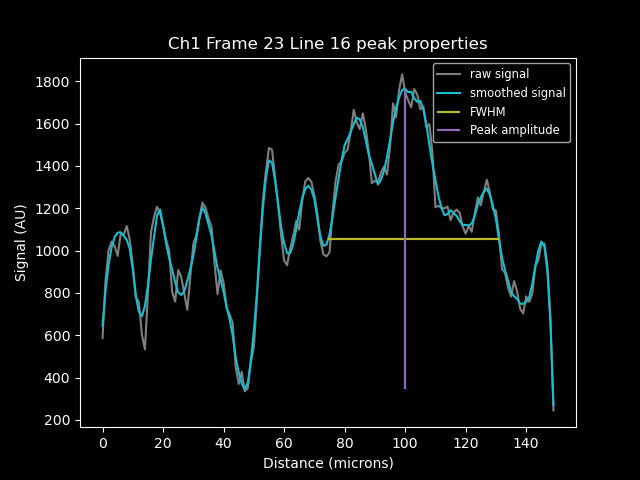 Ch1 Frame 23 Line 16 peak properties
raw signal
smoothed signal
FWHM
Peak amplitude
Signal (AU)
1800
1600
1400
1200
1000
800
600
400
200
0 20 40 60 80 100 120 140
Distance (microns)